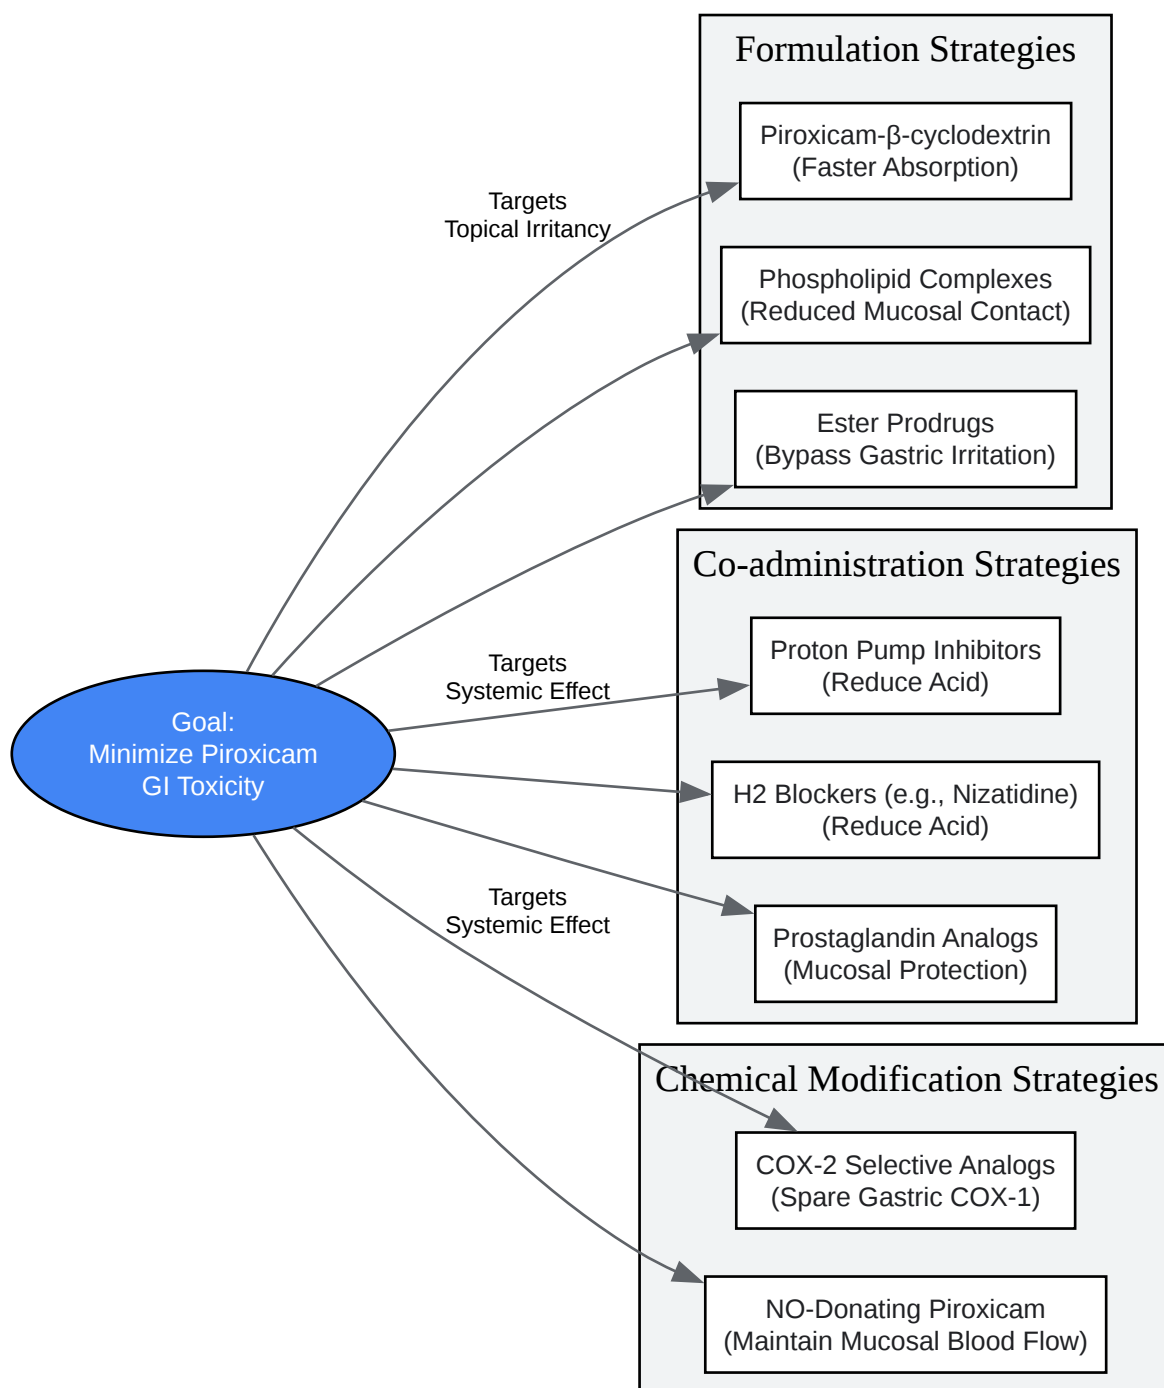 Formulation Strategies
Piroxicam-β-cyclodextrin
(Faster Absorption)
Targets
Topical Irritancy
Phospholipid Complexes
(Reduced Mucosal Contact)
Ester Prodrugs
(Bypass Gastric Irritation)
Co-administration Strategies
Proton Pump Inhibitors
(Reduce Acid)
Targets
Systemic Effect
Goal:
Minimize Piroxicam
GI Toxicity
H2 Blockers (e.g., Nizatidine)
(Reduce Acid)
Targets
Systemic Effect
Prostaglandin Analogs
(Mucosal Protection)
Chemical Modification Strategies
COX-2 Selective Analogs
(Spare Gastric COX-1)
NO-Donating Piroxicam
(Maintain Mucosal Blood Flow)